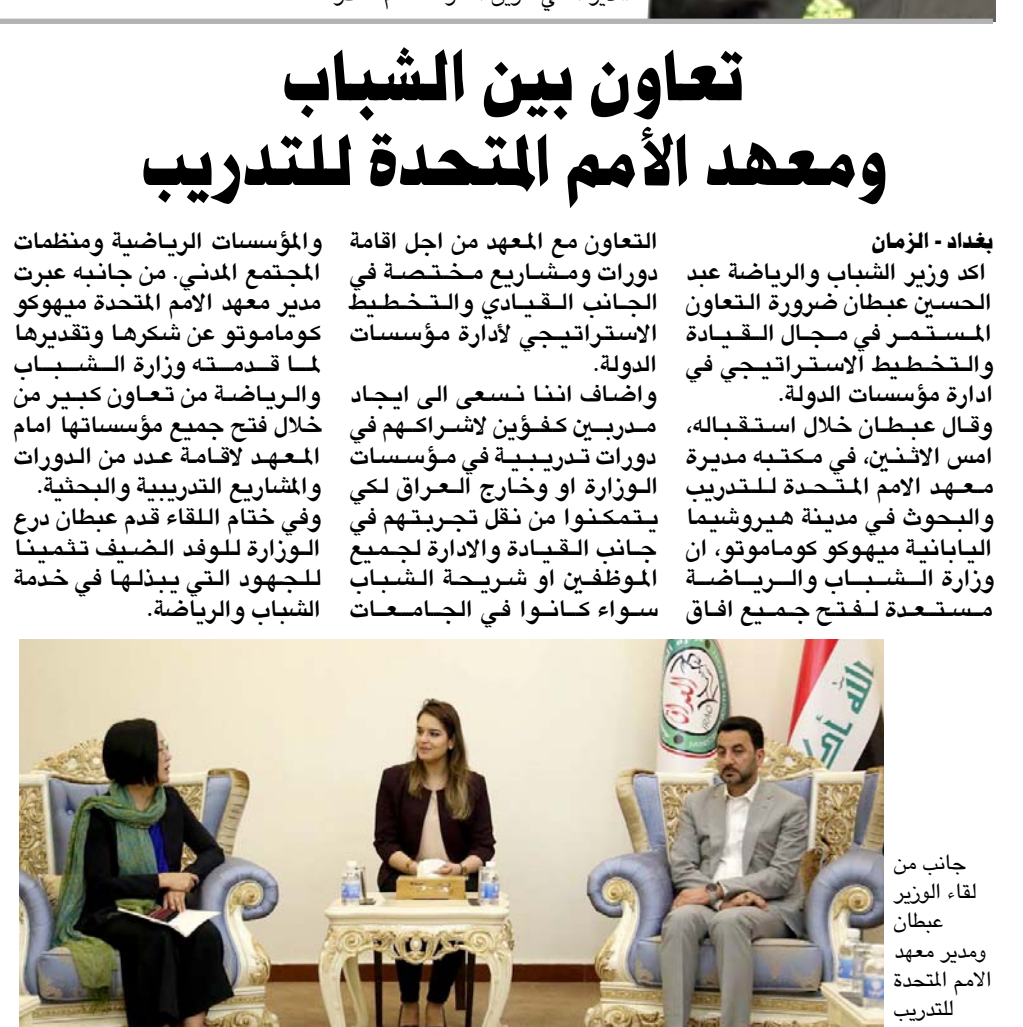 تعاون بين الشباب
ومعهد الأمم المتحدة للتدريب
بغداد - الزمان
اكد وزير الشباب والرياضة عبد
الحسين عبطان ضرورة التعاون
المستمر في مجال القيادة
والتخطيط الاستراتيجي في
ادارة مؤسسات الدولة.
وقال عبطان خلال استقباله،
امس الاثنين، في مكتبه مديرة
معهد الامم المتحدة للتدريب
والبحوث في مدينة هيروشيما
اليابانية ميهوكو كوماموتو، ان
وزارة الشباب والرياضة
مستعدة لفتح جميع افاق
التعاون مع المعهد من اجل اقامة
دورات ومشاريع مختصة في
الجانب القيادي والتخطيط
الاستراتيجي لأدارة مؤسسات
الدولة.
واضاف اننا نسعى الى ايجاد
مدربين كفؤين لاشراكهم في
دورات تدريبية في مؤسسات
الوزارة او وخارج العراق لكي
يتمكنوا من نقل تجربتهم في
جانب القيادة والادارة لجميع
الموظفين او شريحة الشباب
سواء كانوا في الجامعات
والمؤسسات الرياضية ومنظمات
المجتمع المدني. من جانبه عبرت
مدير معهد الامم المتحدة ميهوكو
كوماموتو عن شكرها وتقديرها
لما قدمته وزارة الشباب
والرياضة من تعاون كبير من
خلال فتح جميع مؤسساتها امام
المعهد لاقامة عدد من الدورات
والمشاريع التدريبية والبحثية.
وفي ختام اللقاء قدم عبطان درع
الوزارة للوفد الضيف تثمينا
للجهود التي يبذلها في خدمة
الشباب والرياضة.
العراق
IRAQ
الله أكبر
جانب من
لقاء الوزير
عبطان
ومدير معهد
الامم المتحدة
للتدريب